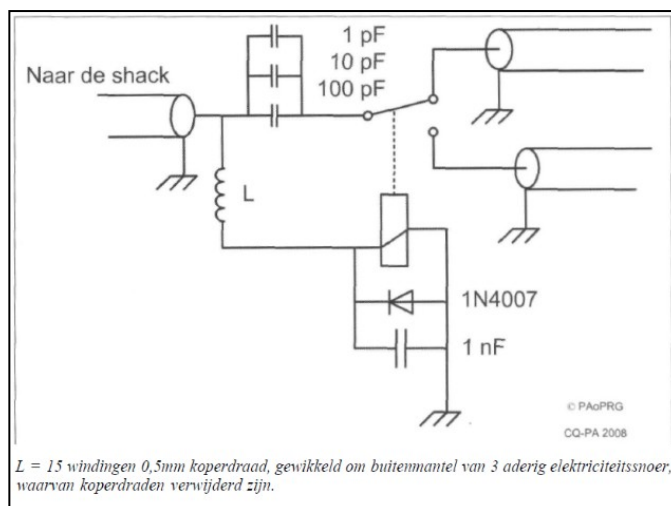 1 pF
10 pF
100 pF
Naar de shack
L
1N4007
1 nF
© PAoPRG
CQ-PA 2008
L = 15 windingen 0,5mm koperdraad, gewikkeld om buitenmantel van 3 aderig elektriciteitssnoer,
waarvan koperdraden verwijderd zijn.